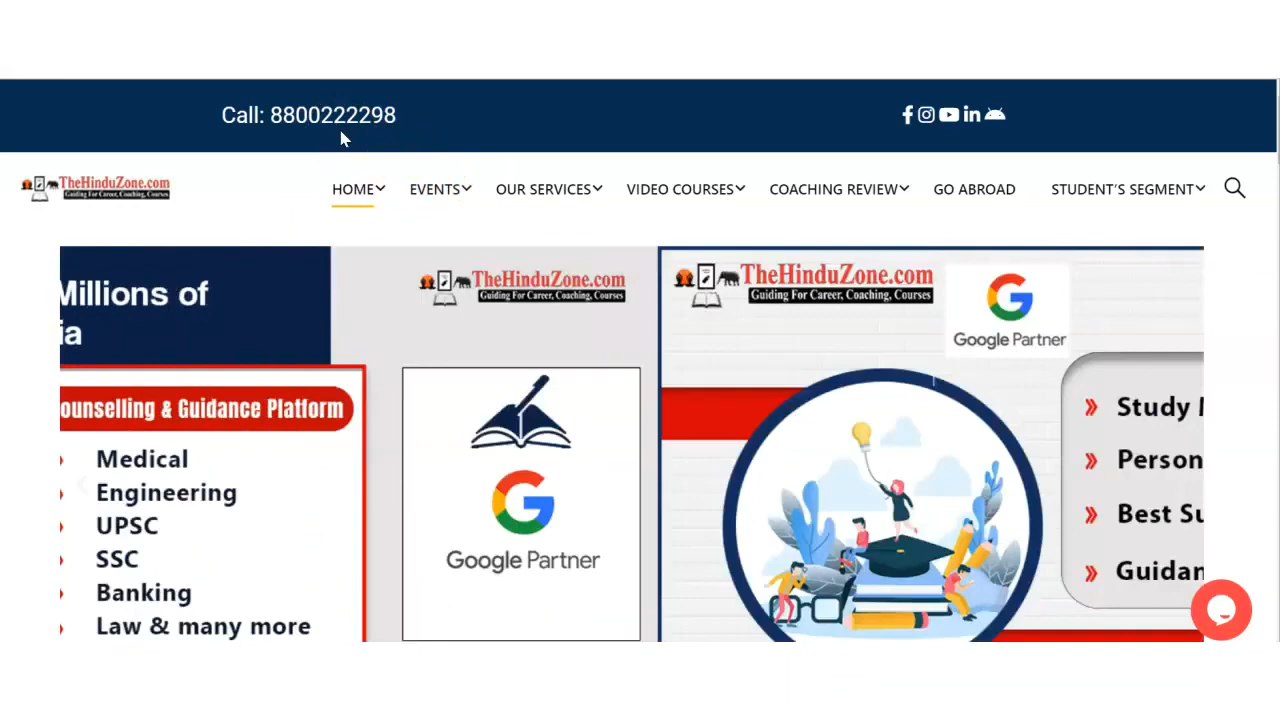 Call: 8800222298
TheHinduZone.com
Guiding For Career, Coaching, Courses
HOME
EVENTS
OUR SERVICES
VIDEO COURSES
COACHING REVIEW
GO ABROAD
STUDENT'S SEGMENT
Millions of
ia
ounselling & Guidance Platform
Medical
Engineering
UPSC
SSC
Banking
Law & many more
TheHinduZone.com
Guiding For Career, Coaching, Courses
Google Partner
TheHinduZone.com
Guiding For Career, Coaching, Courses
Google Partner
Study
Person
Best Su
Guidan